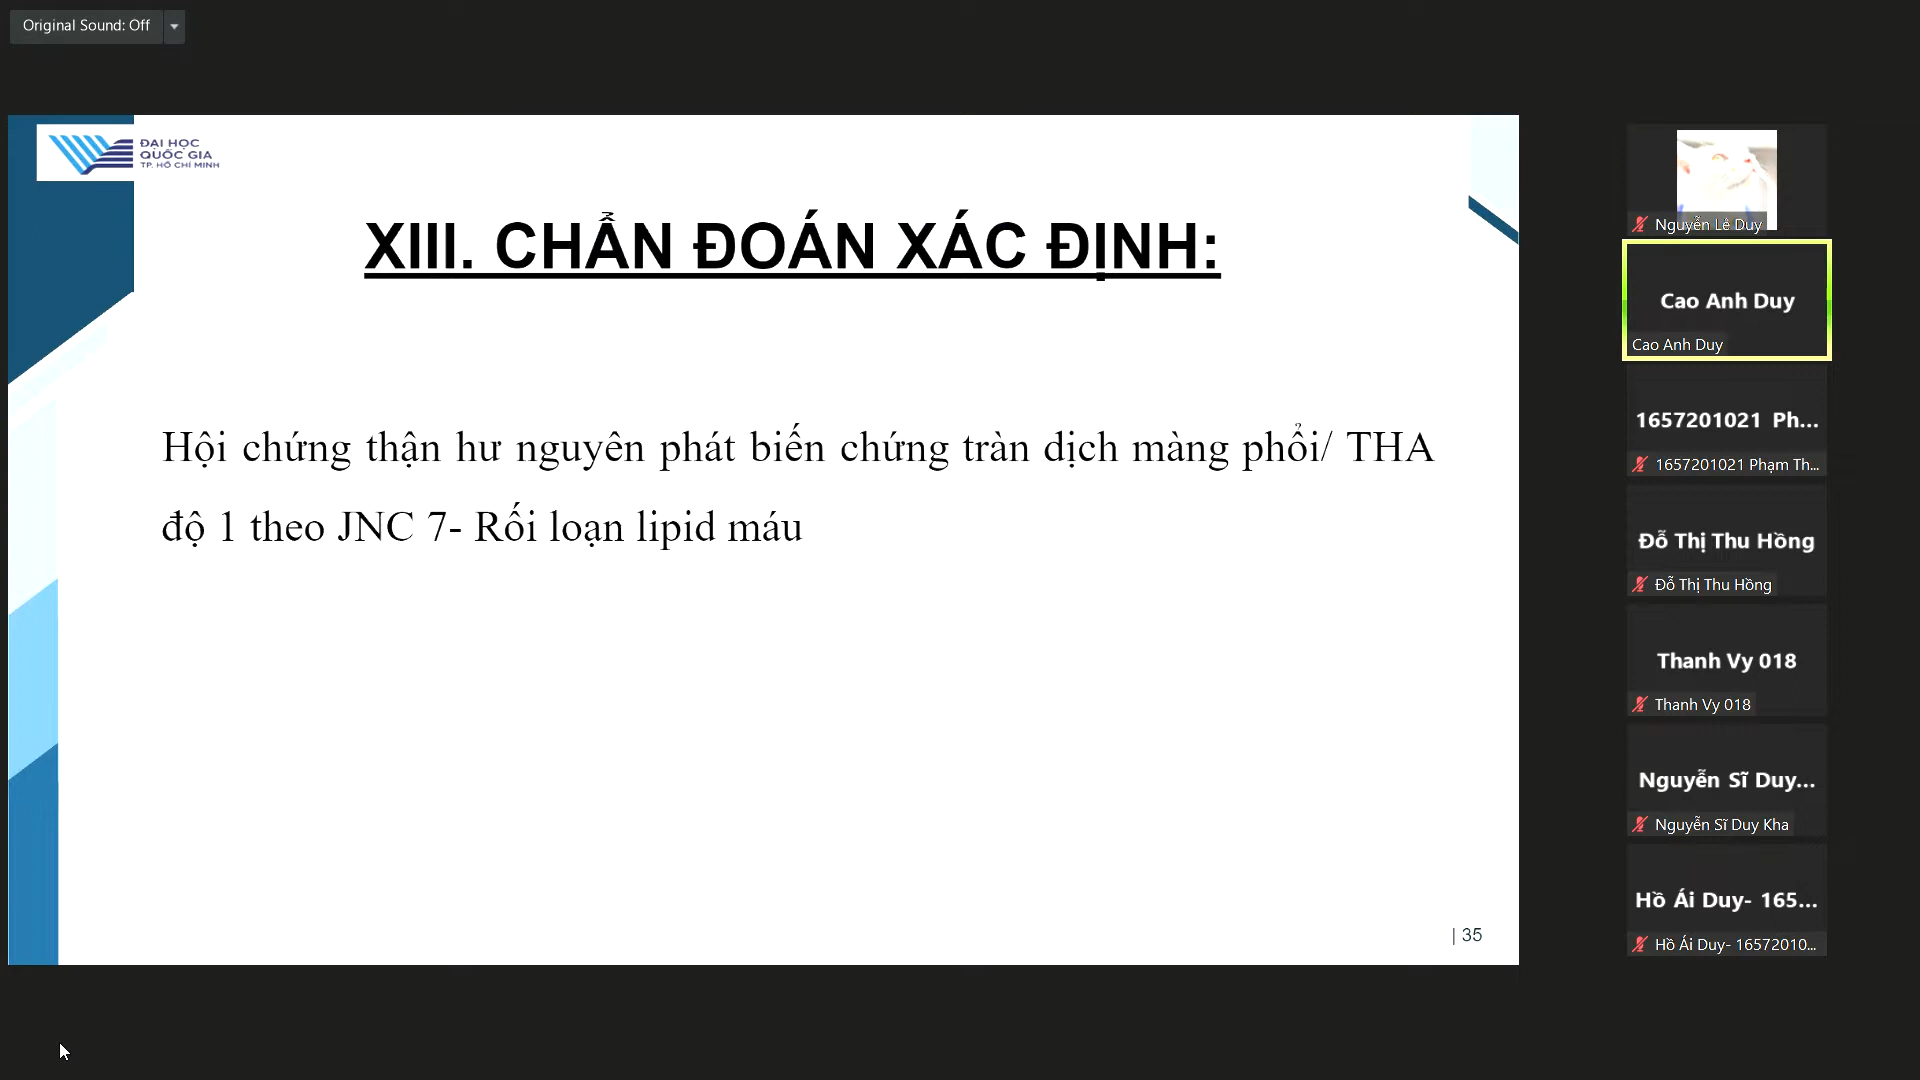 Original Sound: Off
ĐẠI HỌC
QUỐC GIA
TP. HỒ CHÍ MINH
XIII. CHẨN ĐOÁN XÁC ĐỊNH:
Hội chứng thận hư nguyên phát biến chứng tràn dịch màng phổi/ THA
độ 1 theo JNC 7- Rối loạn lipid máu
| 35
Nguyễn Lê Duy
Cao Anh Duy
Cao Anh Duy
1657201021 Ph...
1657201021 Phạm Th...
Đỗ Thị Thu Hồng
Đỗ Thị Thu Hồng
Thanh Vy 018
Thanh Vy 018
Nguyễn Sĩ Duy...
Nguyễn Sĩ Duy Kha
Hồ Ái Duy- 165...
Hồ Ái Duy- 16572010...